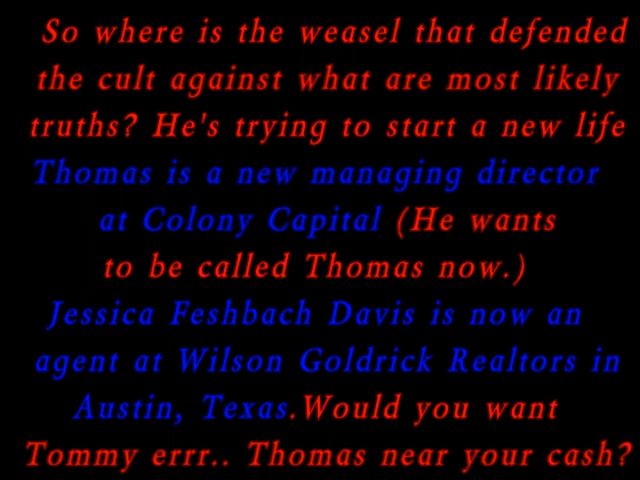 So where is the weasel that defended
the cult against what are most likely
truths? He's trying to start a new life
Thomas is a new managing director
at Colony Capital (He wants
to be called Thomas now.)
Jessica Feshbach Davis is now an
agent at Wilson Goldrick Realtors in
Austin, Texas.Would you want
Tommy errr.. Thomas near your cash?